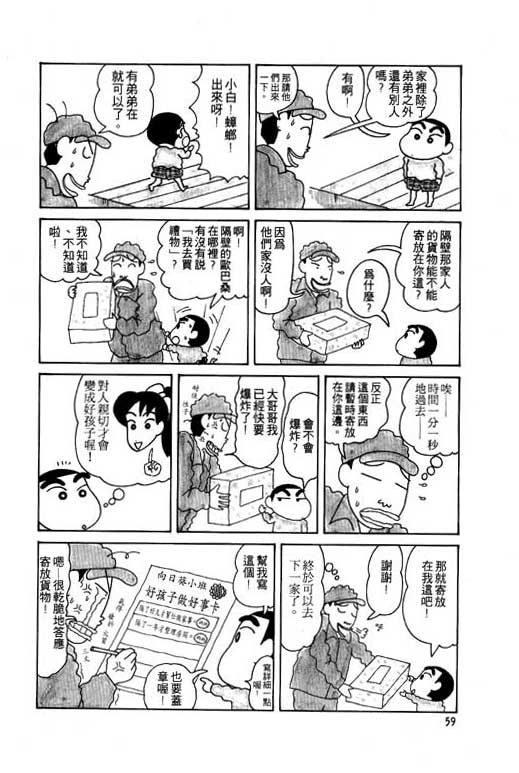 家裡除了
弟弟之外
還有別人
嗎？
有啊！
那請他
們出來
一下。
小白！蟑螂！
出來呀！
有弟弟在
就可以了。
隔壁那家人
的貨物能不能
寄放在你這？
為什麼？
因為
他們家沒人啊！
啊！
隔壁的歐巴桑
在哪裡？
有沒有說
「我去買
禮物」？
我不知道
、不知道
啦！
唉──
時間一分一秒
地過去──
反正
這個東西
請暫時寄放
在你這邊。
會不會
爆炸？
大哥哥我
已經快要
爆炸了！
對人親切才會
變成好孩子喔！
那就寄放
在我這吧！
謝謝！
終於可以去
下一家了。
幫我寫
這個！
寫詳細一點
喔！
也要蓋
章喔！
向日葵小班
好孩子做好事卡
嗯─很乾脆地答應
寄放貨物！
59